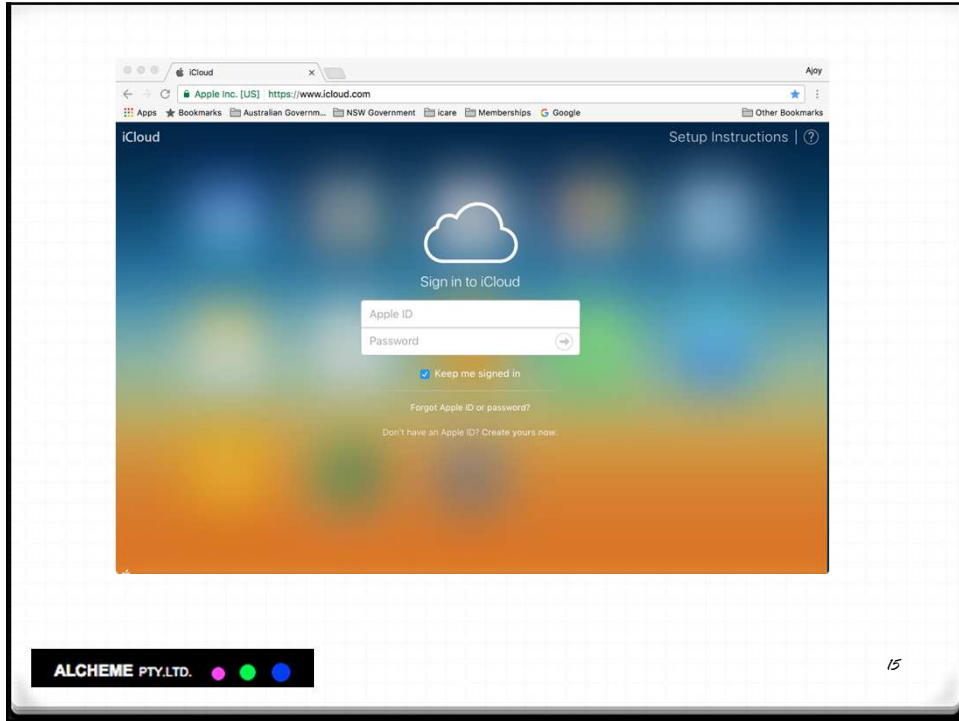 iCloud
Ajoy
Apple Inc. [US] https://www.icloud.com
Apps Bookmarks Australian Governm... NSW Government icare Memberships G Google Other Bookmarks
iCloud Setup Instructions | ?
Sign in to iCloud
Apple ID
Password
Keep me signed in
Forgot Apple ID or password?
Don't have an Apple ID? Create yours now.
ALCHEME PTY.LTD.
15